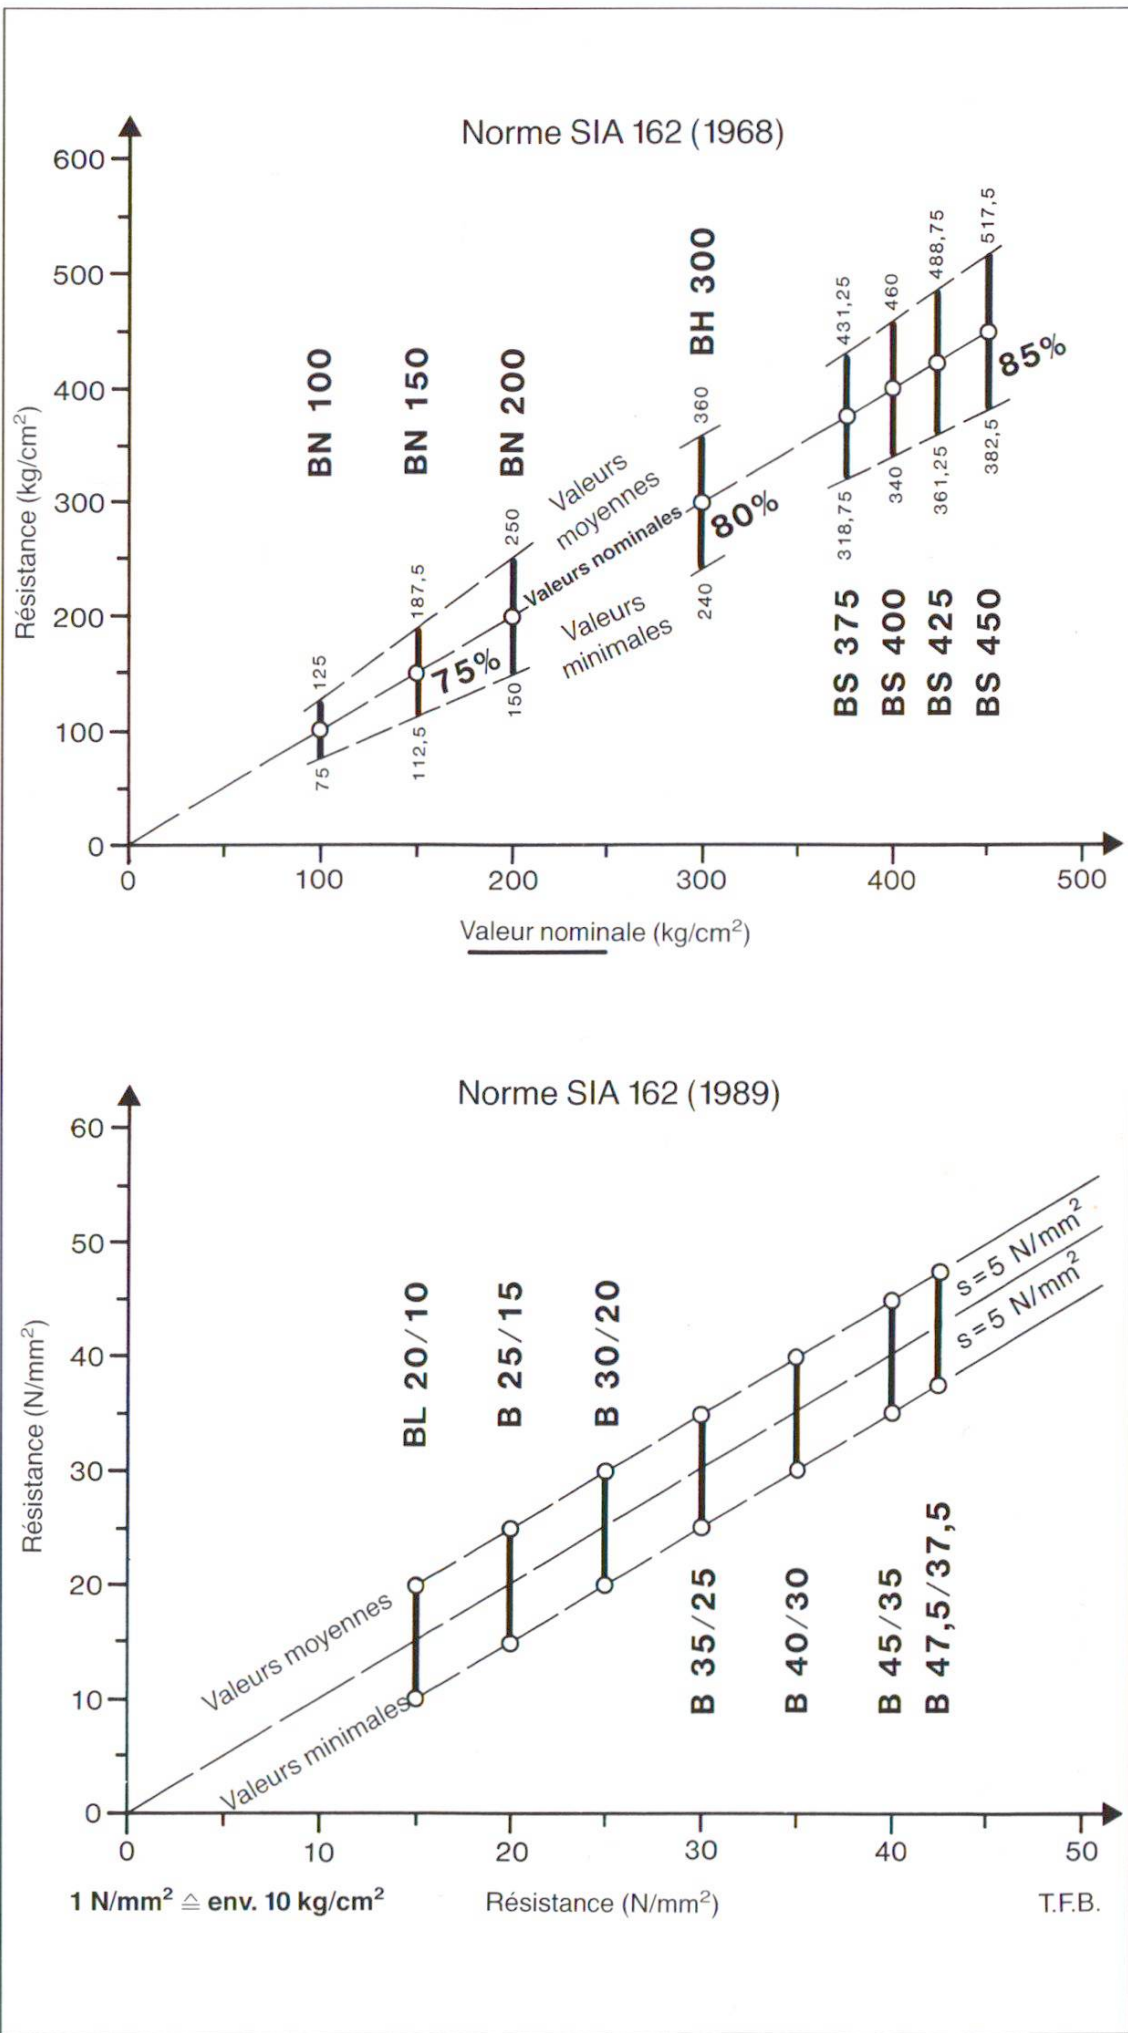 Norme SIA 162 (1968)
Résistance (kg/cm²)
600
500
400
300
200
100
0
BN 100
BN 150
BN 200
BH 300
BS 375
BS 400
BS 425
BS 450
125
75
187,5
112,5
250
150
360
240
431,25
318,75
460
340
488,75
361,25
517,5
382,5
75%
80%
85%
Valeurs
moyennes
Valeurs nominales
Valeurs
minimales
0
100
200
300
400
500
Valeur nominale (kg/cm²)
Norme SIA 162 (1989)
Résistance (N/mm²)
60
50
40
30
20
10
0
BL 20/10
B 25/15
B 30/20
B 35/25
B 40/30
B 45/35
B 47,5/37,5
s=5 N/mm²
s=5 N/mm²
Valeurs moyennes
Valeurs minimales
0
10
20
30
40
50
1 N/mm² ≙ env. 10 kg/cm²
Résistance (N/mm²)
T.F.B.